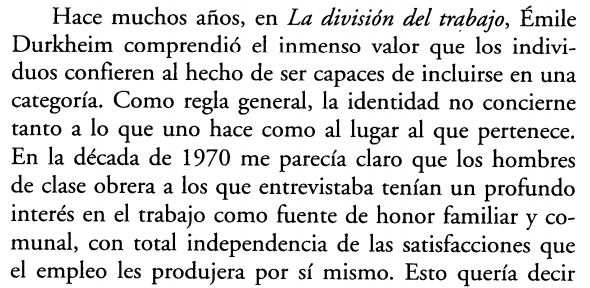 Hace muchos años, en La división del trabajo, Émile
Durkheim comprendió el inmenso valor que los indivi-
duos confieren al hecho de ser capaces de incluirse en una
categoría. Como regla general, la identidad no concierne
tanto a lo que uno hace como al lugar al que pertenece.
En la década de 1970 me parecía claro que los hombres
de clase obrera a los que entrevistaba tenían un profundo
interés en el trabajo como fuente de honor familiar y co-
munal, con total independencia de las satisfacciones que
el empleo les produjera por sí mismo. Esto quería decir